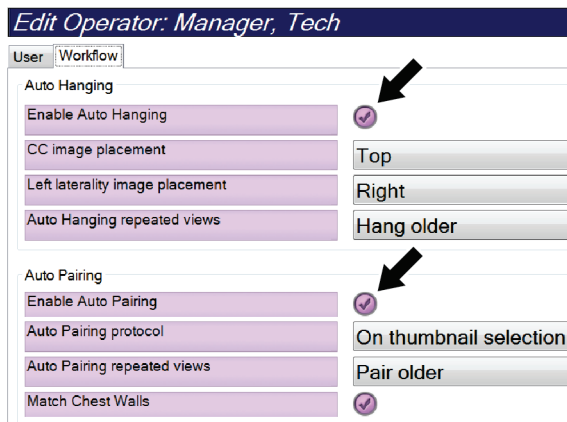 Edit Operator: Manager, Tech
User Workflow
Auto Hanging
Enable Auto Hanging
CC image placement Top
Left laterality image placement Right
Auto Hanging repeated views Hang older
Auto Pairing
Enable Auto Pairing
Auto Pairing protocol On thumbnail selection
Auto Pairing repeated views Pair older
Match Chest Walls